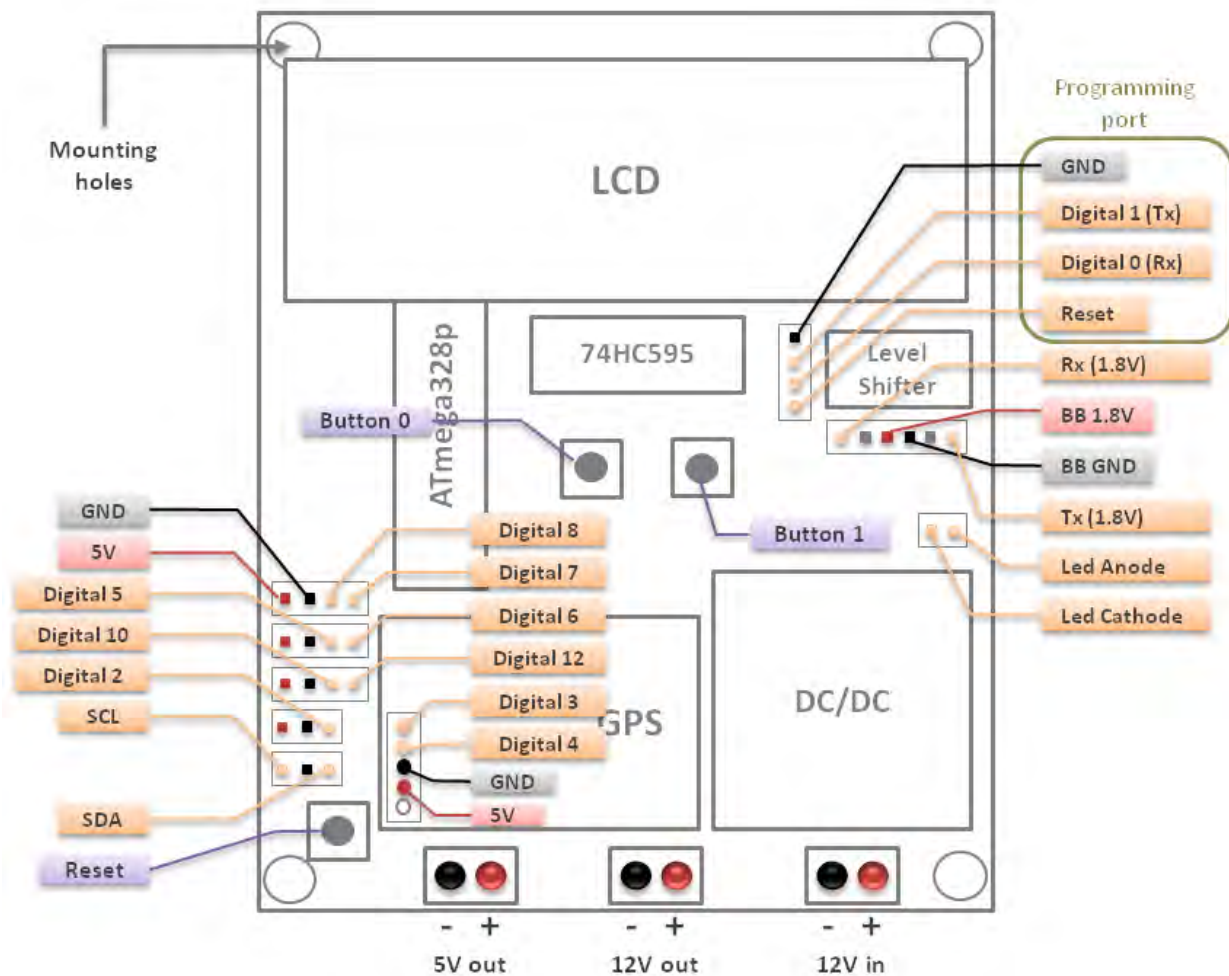 Programming
port
Mounting
holes
LCD
GND
Digital 1 (Tx)
Digital 0 (Rx)
Reset
ATmega328p
74HC595
Level
Shifter
Rx (1.8V)
BB 1.8V
BB GND
Tx (1.8V)
Led Anode
Led Cathode
Button 0
Button 1
GND
5V
Digital 5
Digital 10
Digital 2
SCL
SDA
Reset
Digital 8
Digital 7
Digital 6
Digital 12
Digital 3
Digital 4
GND
5V
GPS
DC/DC
- +
- +
- +
5V out
12V out
12V in